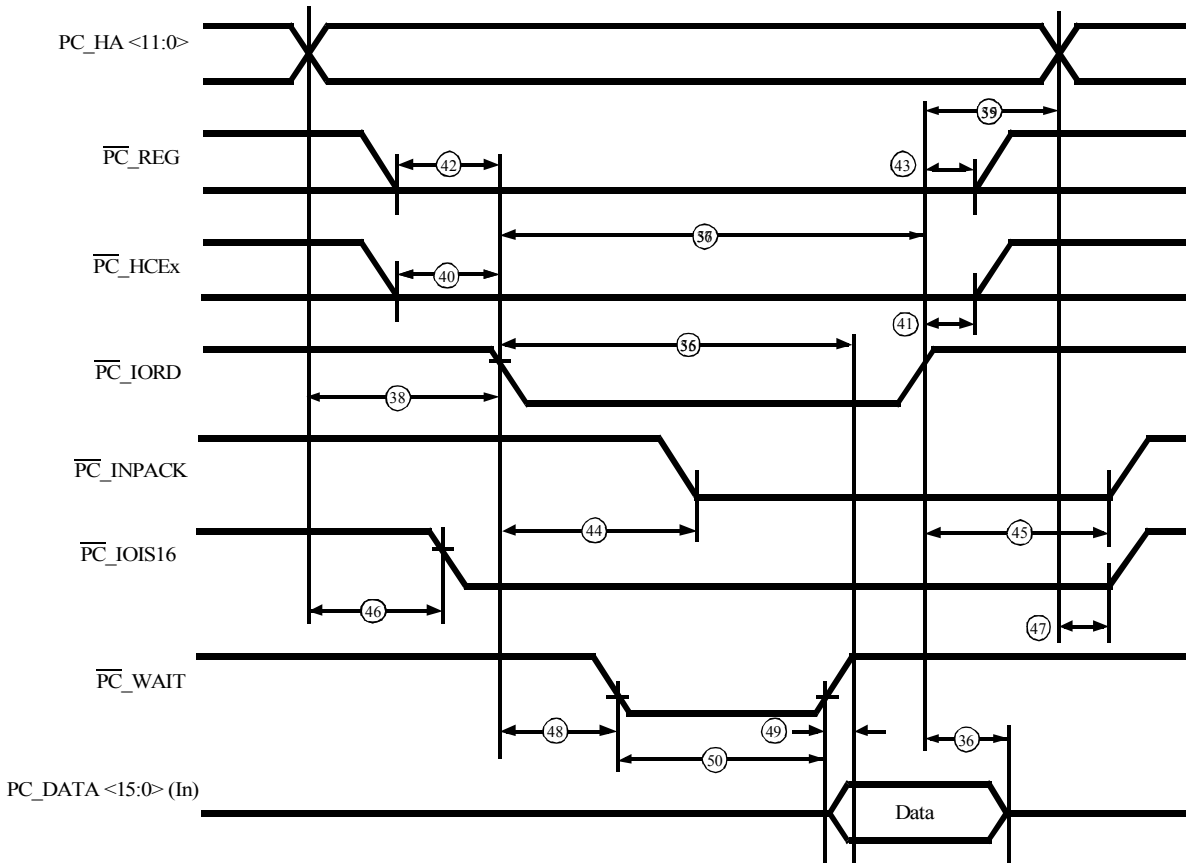 PC_HA <11:0>
PC_REG
42
43
PC_HCEx
40
41
PC_IORD
38
PC_INPACK
44
45
PC_IOIS16
46
47
PC_WAIT
48
49
36
50
PC_DATA <15:0> (In)
Data